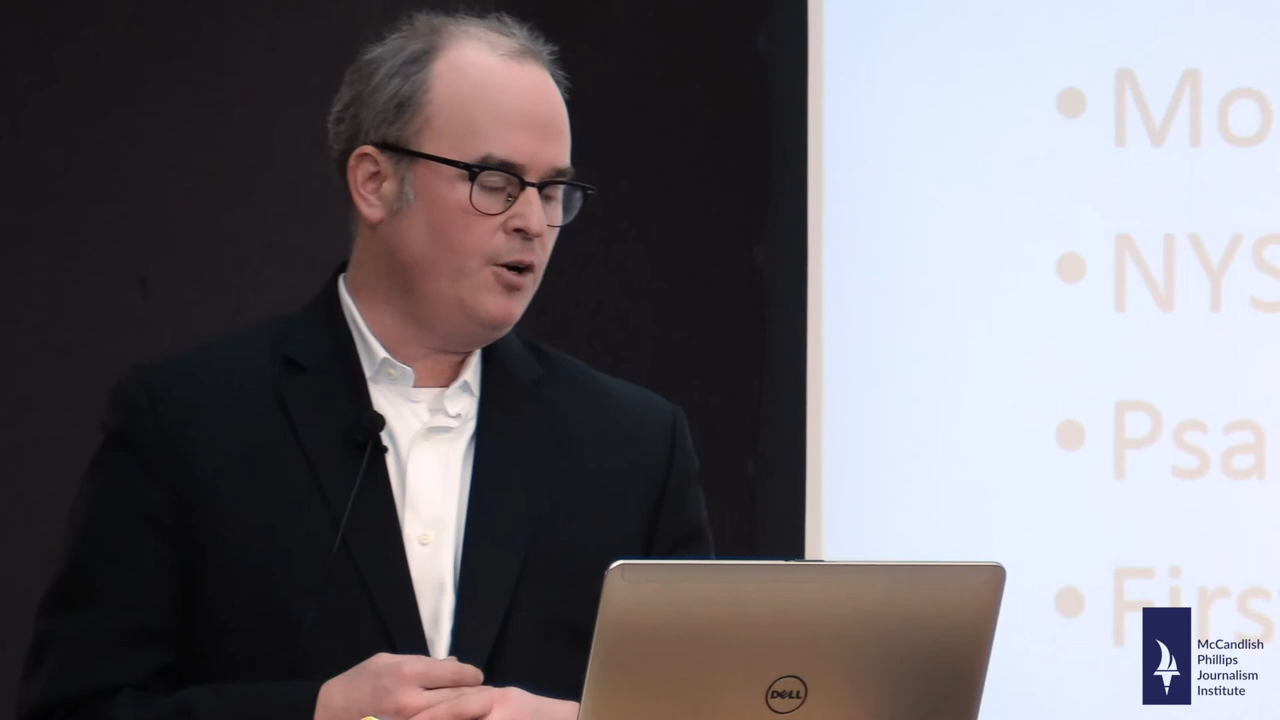 • Mo
• NYS
• Psa
• Firs
McCandlish
Phillips
Journalism
Institute
DELL